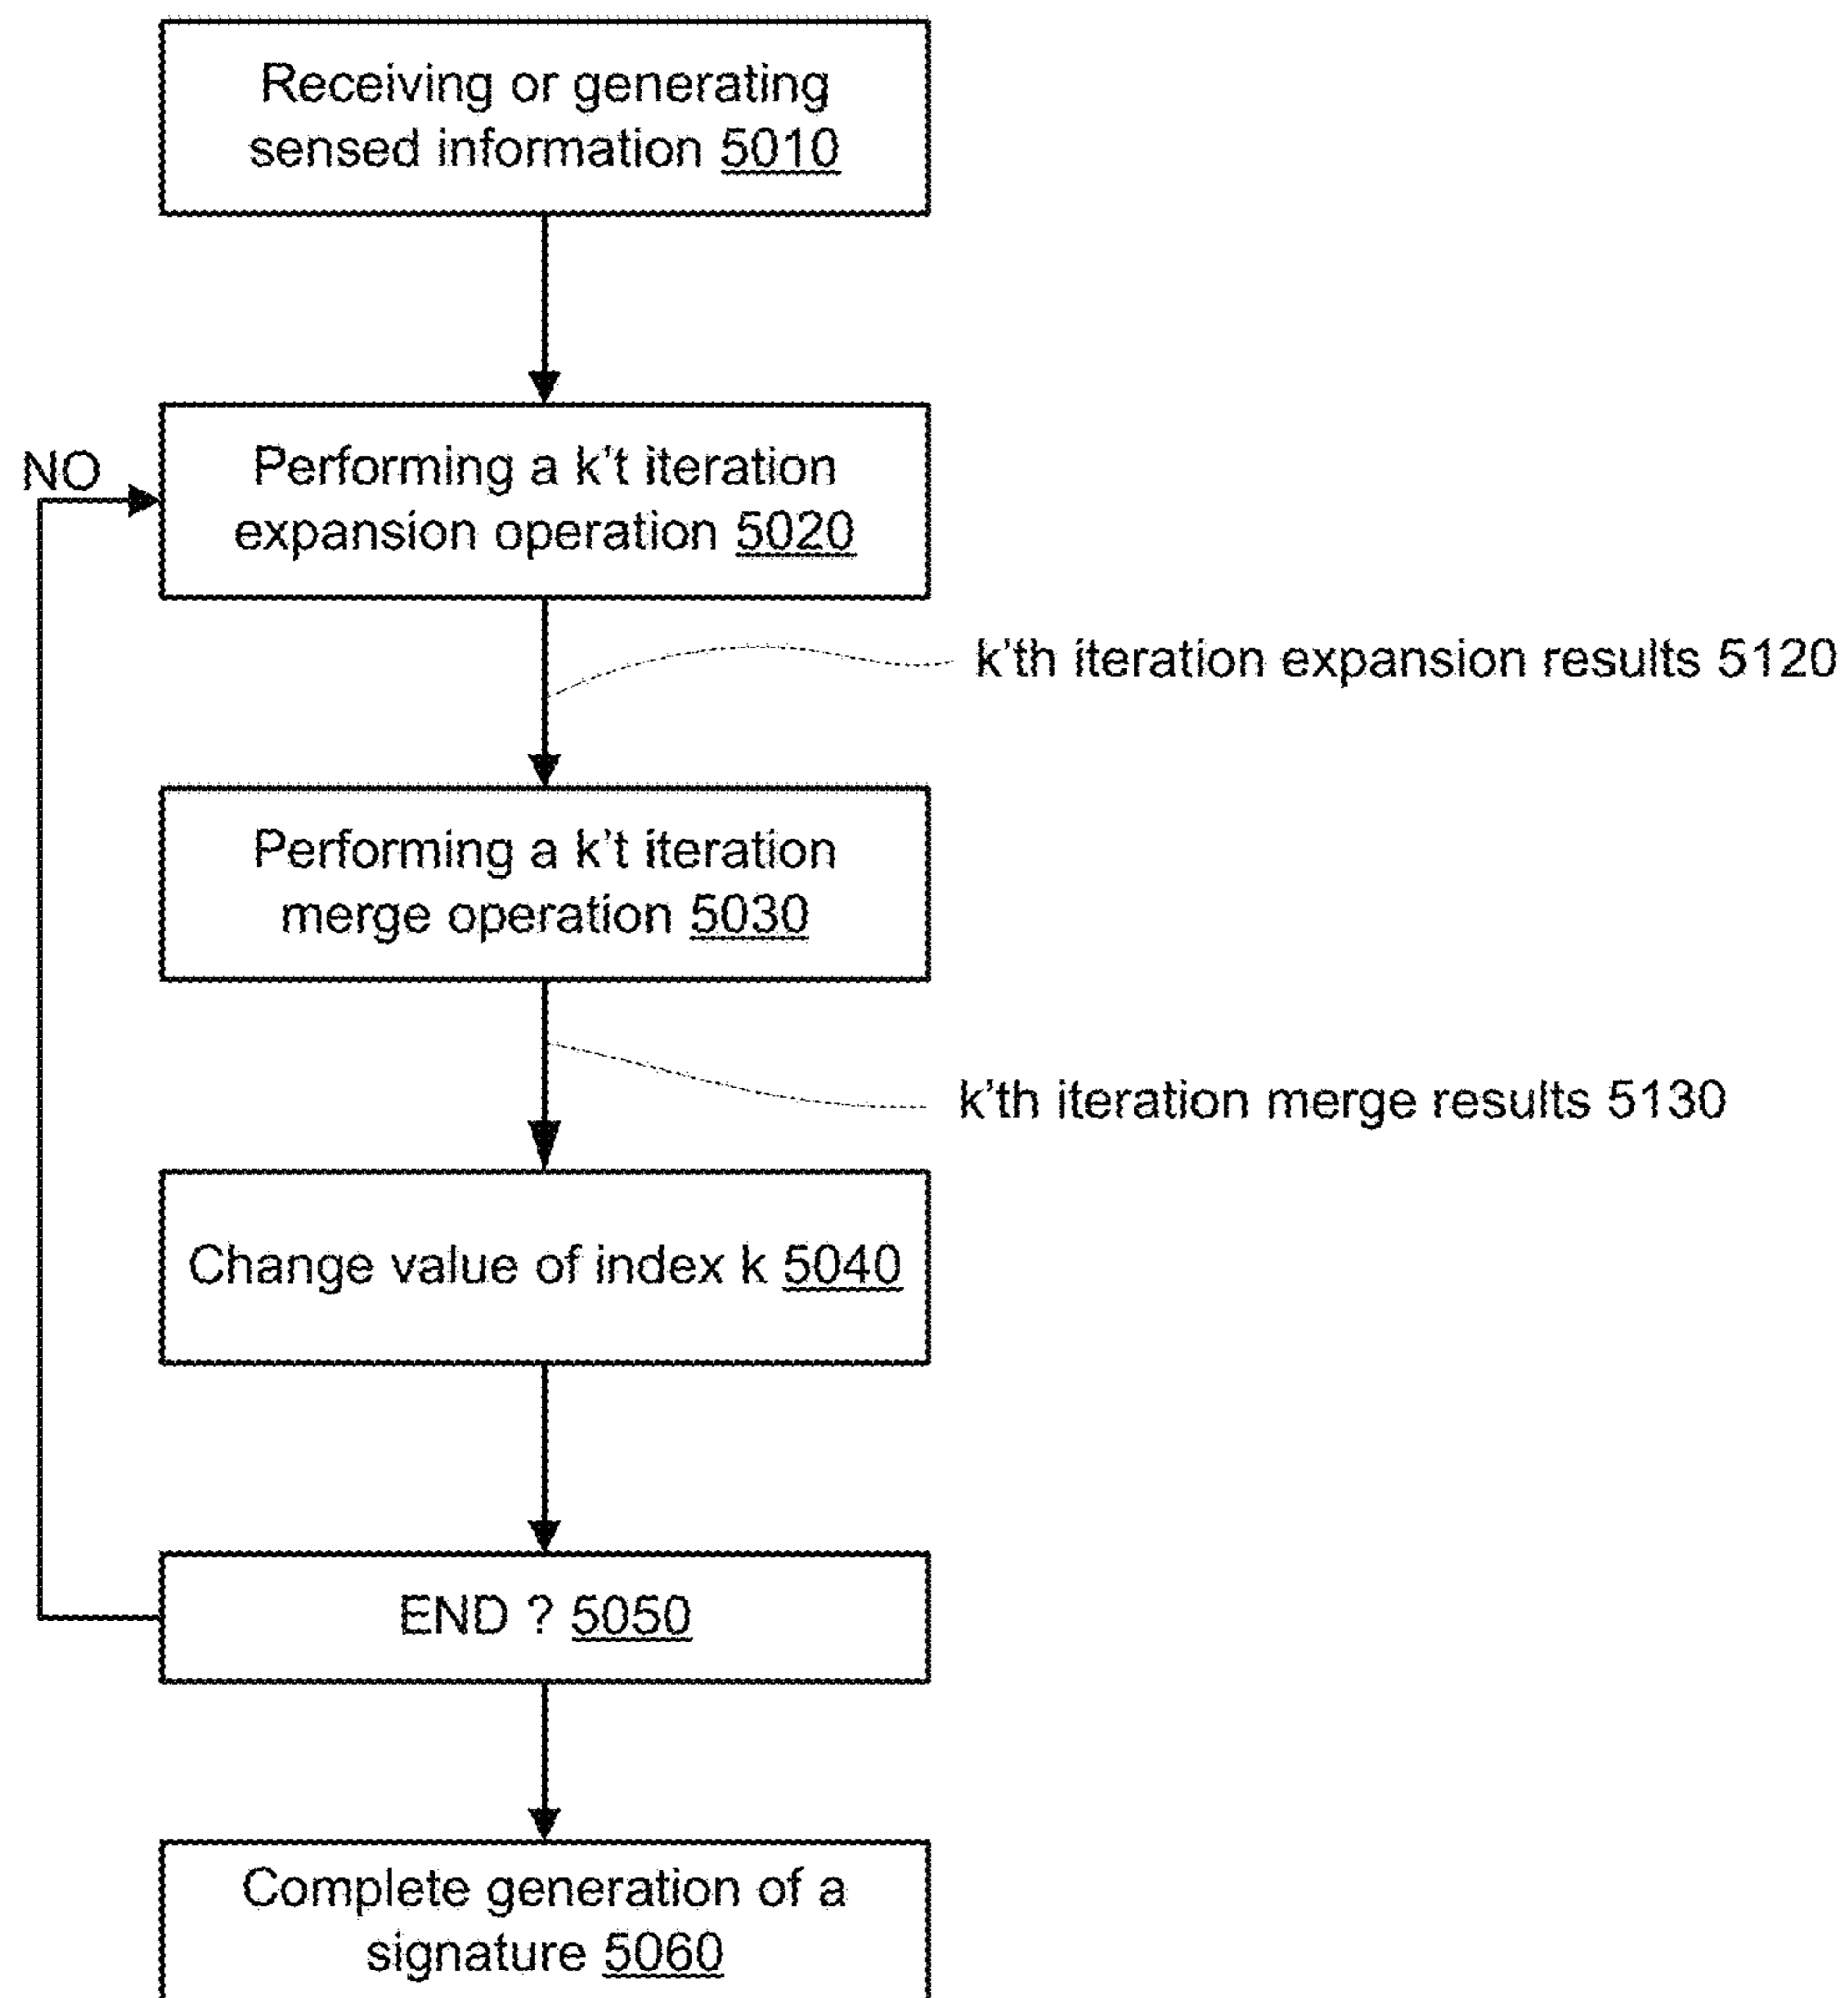 Receiving or generating
sensed information 5010
NO
Performing a k't iteration
expansion operation 5020
k'th iteration expansion results 5120
Performing a k't iteration
merge operation 5030
k'th iteration merge results 5130
Change value of index k 5040
END ? 5050
Complete generation of a
signature 5060